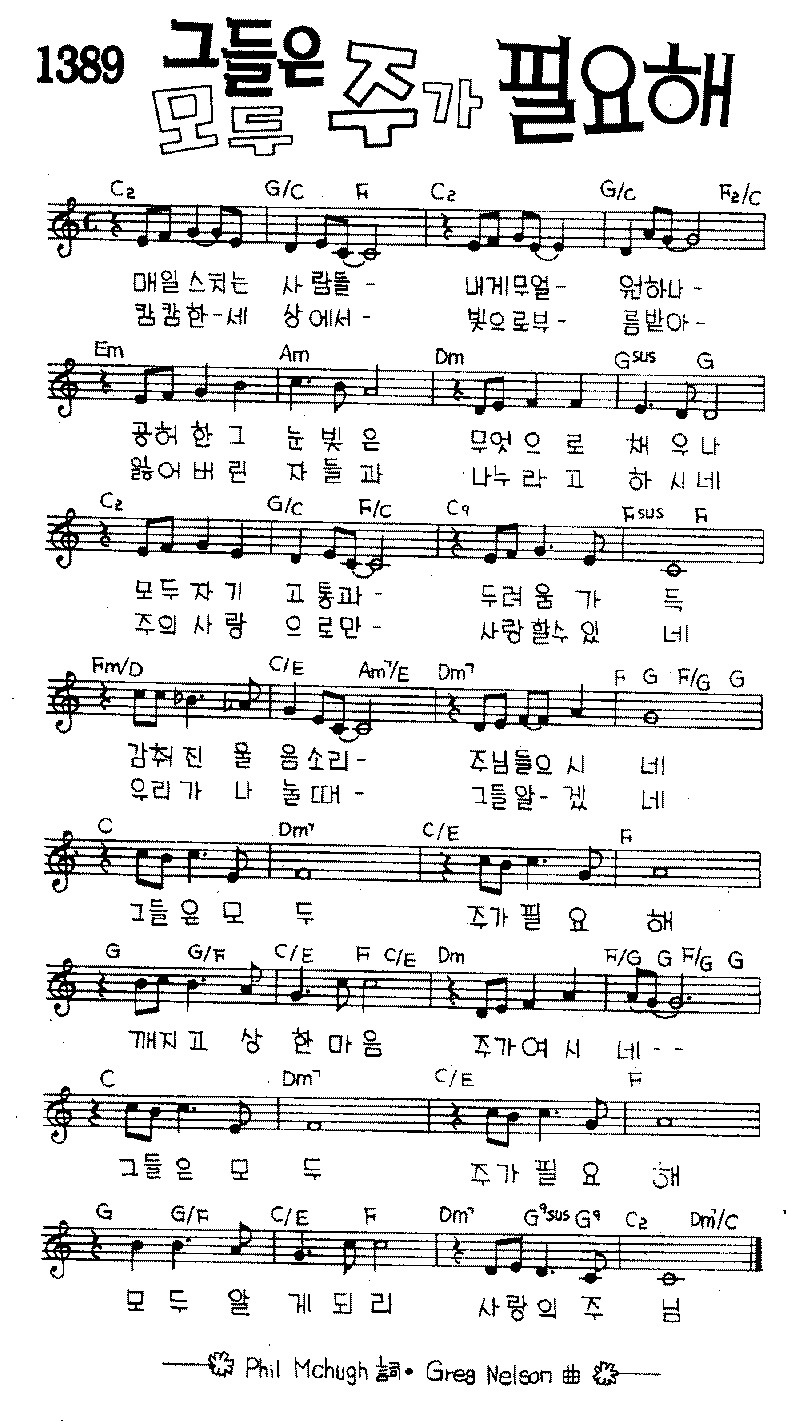 1389 그들은
모두 주가 필요해
C2 G/C F C2 G/C F2/C
매일 스치는 사람들- 내게무얼- 원하나-
캄캄한-세 상에서- 빛으로부- 름받아-
Em Am Dm Gsus G
공허 한 그 눈 빛 은 무엇으로 채 우나
잃어버린 자들과 나누라고 하시네
C2 G/C F/C C9 Fsus F
모두자기 고통과- 두려움가 득
주의사랑 으로만- 사랑할수있 네
Fm/D C/E Am7/E Dm7 F G F/G G
감춰진 울 음소리- 주님들으시 네
우리가 나 눌때- 그들알-겠 네
C Dm7 C/E F
그들은모 두 주가필요 해
G G/F C/E F C/E Dm F/G G F/G G
깨지고 상 한마음 주가여시 네--
C Dm7 C/E F
그들은모 두 주가필요 해
G G/F C/E F Dm7 G9sus G9 C2 Dm7/C
모 두 알 게되리 사랑의주 님
Phil Mchugh 詞• Greg Nelson 曲